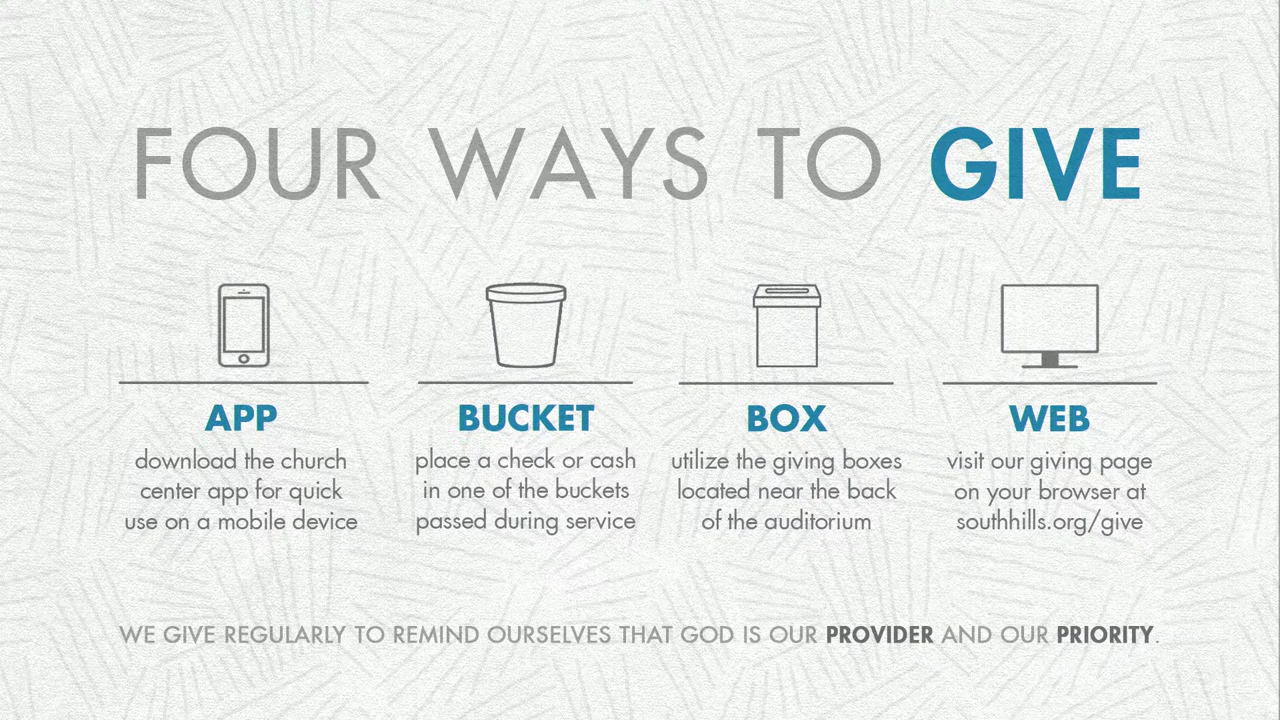 FOUR WAYS TO GIVE
APP
download the church
center app for quick
use on a mobile device
BUCKET
place a check or cash
in one of the buckets
passed during service
BOX
utilize the giving boxes
located near the back
of the auditorium
WEB
visit our giving page
on your browser at
southhills.org/give
WE GIVE REGULARLY TO REMIND OURSELVES THAT GOD IS OUR PROVIDER AND OUR PRIORITY.